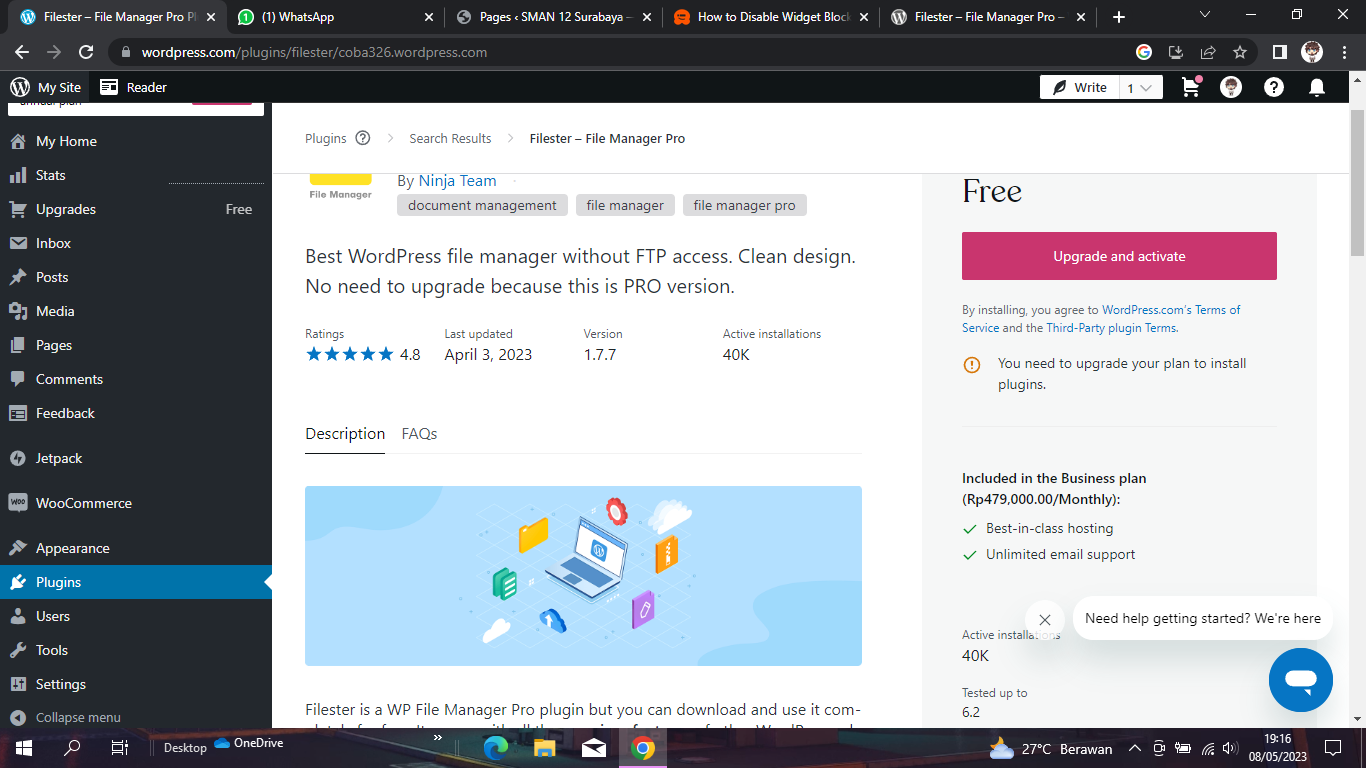 Filester – File Manager Pro Pl
(1) WhatsApp
Pages ‹ SMAN 12 Surabaya —
How to Disable Widget Block
Filester – File Manager Pro –
wordpress.com/plugins/filester/coba326.wordpress.com
My Site
Reader
Write
1
annual plan
My Home
Stats
Upgrades
Free
Inbox
Posts
Media
Pages
Comments
Feedback
Jetpack
WooCommerce
Appearance
Plugins
Users
Tools
Settings
Collapse menu
Plugins
Search Results
Filester – File Manager Pro
File Manager
By Ninja Team
document management
file manager
file manager pro
Best WordPress file manager without FTP access. Clean design.
No need to upgrade because this is PRO version.
Ratings
4.8
Last updated
April 3, 2023
Version
1.7.7
Active installations
40K
Description
FAQs
Filester is a WP File Manager Pro plugin but you can download and use it com-
Free
Upgrade and activate
By installing, you agree to WordPress.com's Terms of
Service and the Third-Party plugin Terms.
You need to upgrade your plan to install
plugins.
Included in the Business plan
(Rp479,000.00/Monthly):
Best-in-class hosting
Unlimited email support
Need help getting started? We're here
Active installations
40K
Tested up to
6.2
Desktop
OneDrive
27°C Berawan
19:16
08/05/2023